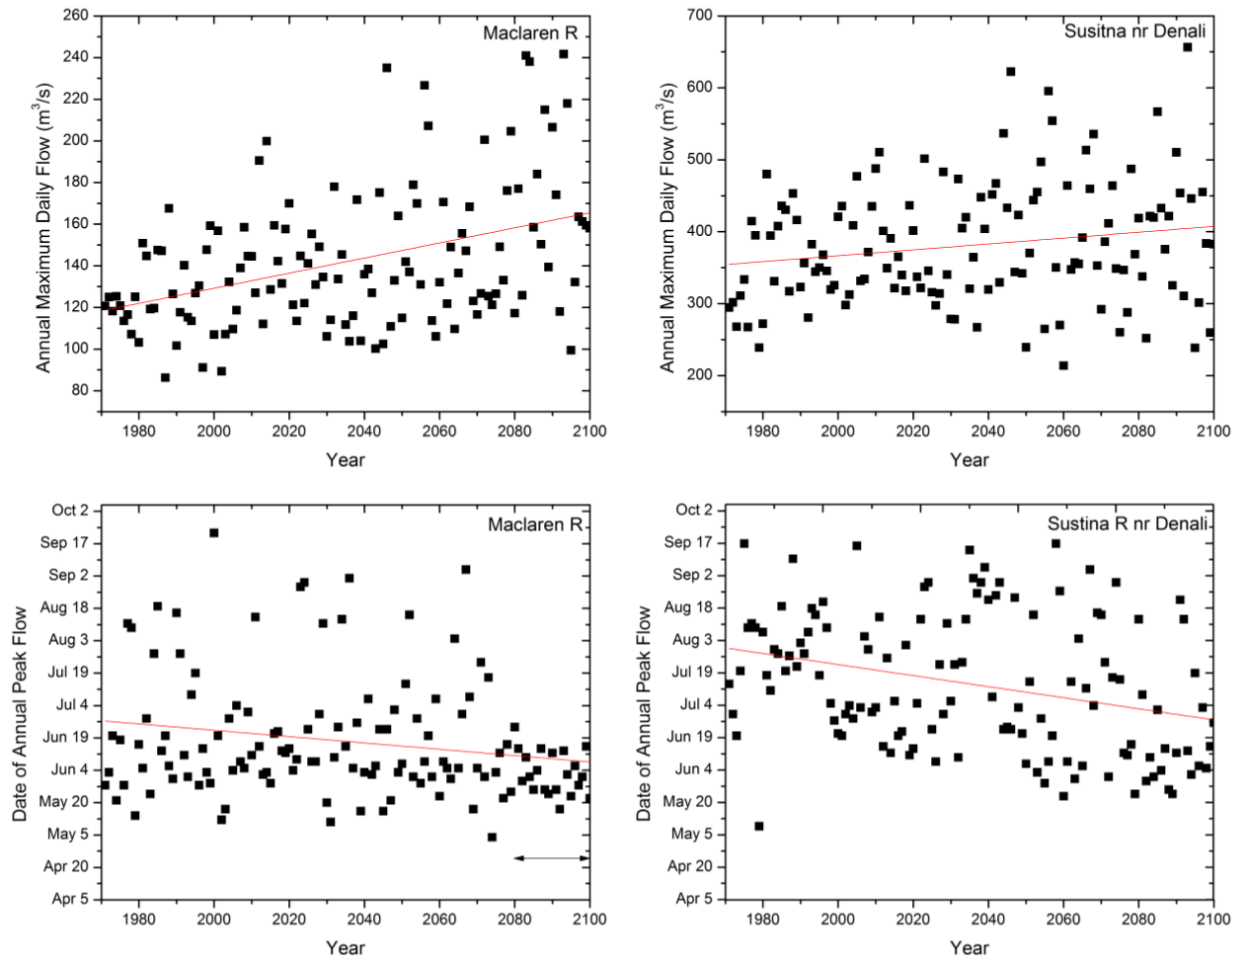 Maclaren R
Annual Maximum Daily Flow (m³/s)
260
240
220
200
180
160
140
120
100
80
1980 2000 2020 2040 2060 2080 2100
Year
Susitna nr Denali
Annual Maximum Daily Flow (m³/s)
700
600
500
400
300
200
1980 2000 2020 2040 2060 2080 2100
Year
Maclaren R
Date of Annual Peak Flow
Oct 2
Sep 17
Sep 2
Aug 18
Aug 3
Jul 19
Jul 4
Jun 19
Jun 4
May 20
May 5
Apr 20
Apr 5
1980 2000 2020 2040 2060 2080 2100
Year
Sustina R nr Denali
Date of Annual Peak Flow
Oct 2
Sep 17
Sep 2
Aug 18
Aug 3
Jul 19
Jul 4
Jun 19
Jun 4
May 20
May 5
Apr 20
Apr 5
1980 2000 2020 2040 2060 2080 2100
Year